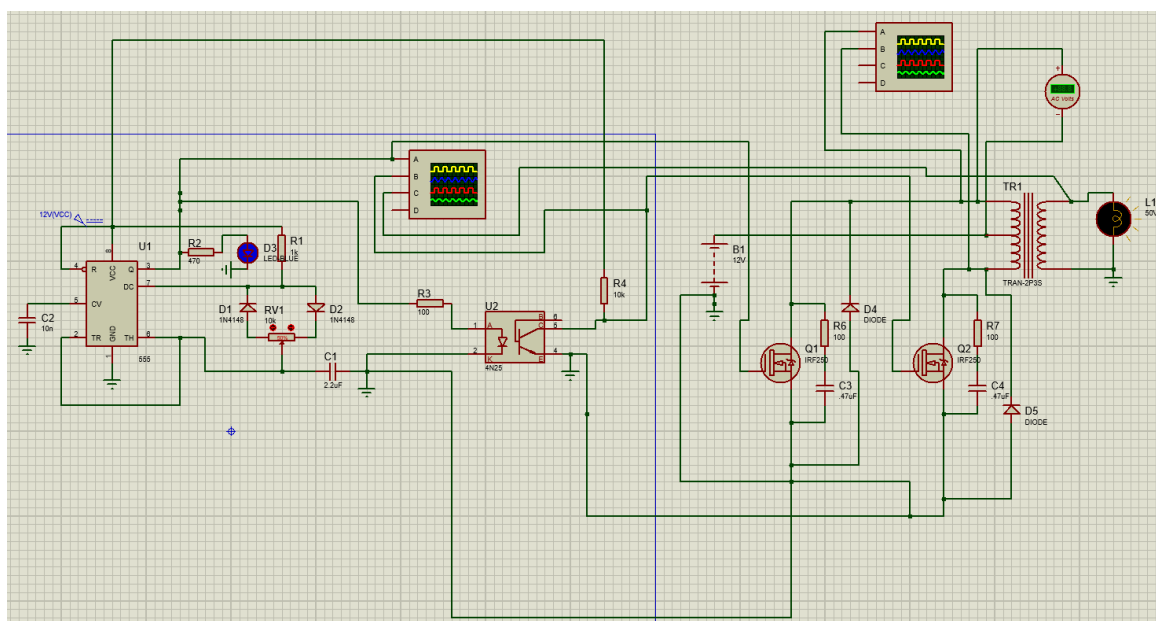 A
B
C
D
+
AC Volts
-
A
B
C
D
TR1
12V(VCC)
U1
R2
470
D3
LED-BLUE
R1
1k
L1
50V
8
4
R
VCC
Q
3
DC
7
5
CV
2
TR
GND
TH
6
1
555
C2
10n
D1
1N4148
RV1
10k
50%
D2
1N4148
C1
2.2uF
R3
100
U2
1
A
B
6
C
5
2
K
E
4
4N25
R4
10k
B1
12V
TRAN-2P3S
D4
DIODE
R6
100
Q1
IRF250
C3
.47uF
R7
100
Q2
IRF250
C4
.47uF
D5
DIODE